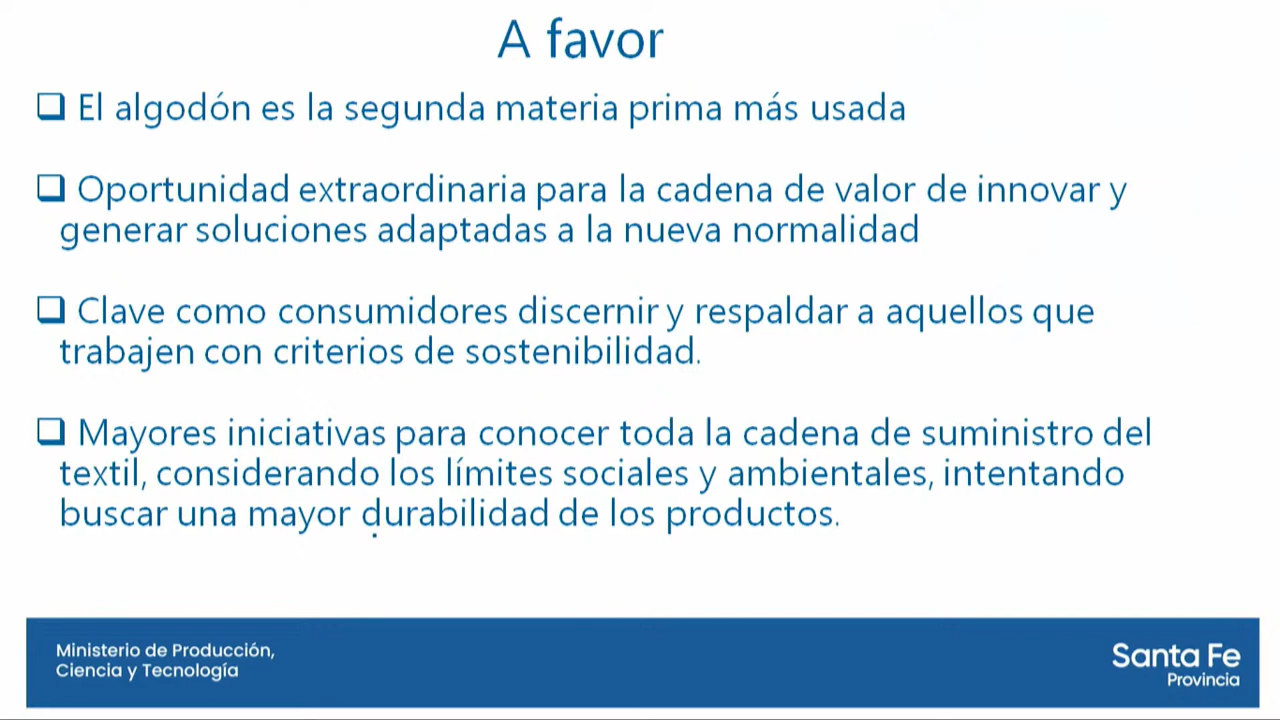 A favor
El algodón es la segunda materia prima más usada
Oportunidad extraordinaria para la cadena de valor de innovar y
generar soluciones adaptadas a la nueva normalidad
Clave como consumidores discernir y respaldar a aquellos que
trabajen con criterios de sostenibilidad.
Mayores iniciativas para conocer toda la cadena de suministro del
textil, considerando los límites sociales y ambientales, intentando
buscar una mayor durabilidad de los productos.
Ministerio de Producción,
Ciencia y Tecnología
Santa Fe
Provincia